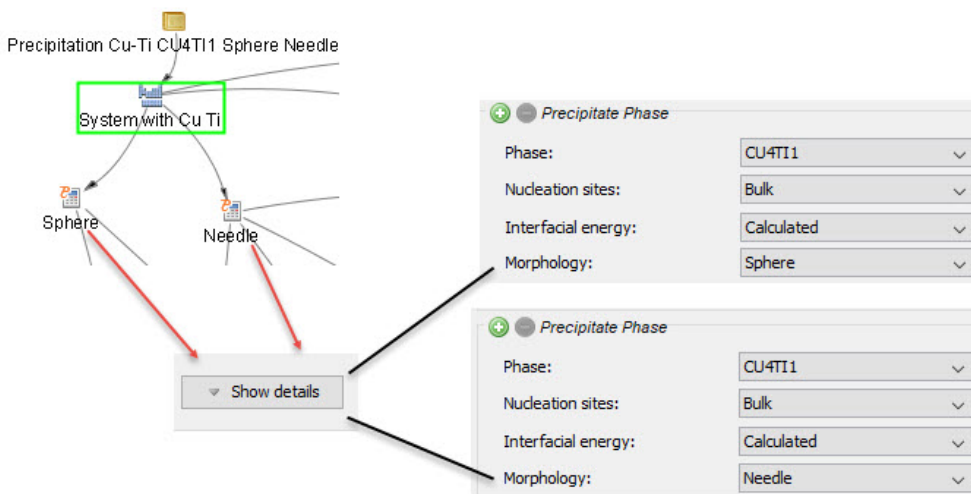 Precipitation Cu-Ti CU4TI1 Sphere Needle
System with Cu Ti
Sphere
Needle
Show details
Precipitate Phase
Phase: CU4TI1
Nucleation sites: Bulk
Interfacial energy: Calculated
Morphology: Sphere
Precipitate Phase
Phase: CU4TI1
Nucleation sites: Bulk
Interfacial energy: Calculated
Morphology: Needle